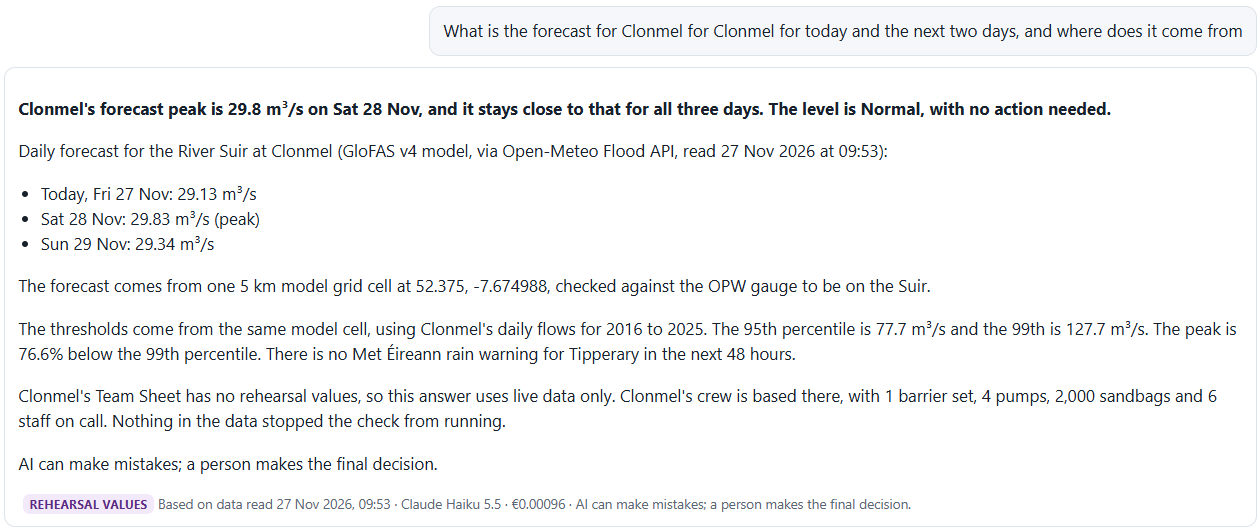 What is the forecast for Clonmel for Clonmel for today and the next two days, and where does it come from
Clonmel's forecast peak is 29.8 m³/s on Sat 28 Nov, and it stays close to that for all three days. The level is Normal, with no action needed.
Daily forecast for the River Suir at Clonmel (GloFAS v4 model, via Open-Meteo Flood API, read 27 Nov 2026 at 09:53):
• Today, Fri 27 Nov: 29.13 m³/s
• Sat 28 Nov: 29.83 m³/s (peak)
• Sun 29 Nov: 29.34 m³/s
The forecast comes from one 5 km model grid cell at 52.375, -7.674988, checked against the OPW gauge to be on the Suir.
The thresholds come from the same model cell, using Clonmel's daily flows for 2016 to 2025. The 95th percentile is 77.7 m³/s and the 99th is 127.7 m³/s. The peak is
76.6% below the 99th percentile. There is no Met Éireann rain warning for Tipperary in the next 48 hours.
Clonmel's Team Sheet has no rehearsal values, so this answer uses live data only. Clonmel's crew is based there, with 1 barrier set, 4 pumps, 2,000 sandbags and 6
staff on call. Nothing in the data stopped the check from running.
AI can make mistakes; a person makes the final decision.
REHEARSAL VALUES Based on data read 27 Nov 2026, 09:53 · Claude Haiku 5.5 · €0.00096 · AI can make mistakes; a person makes the final decision.